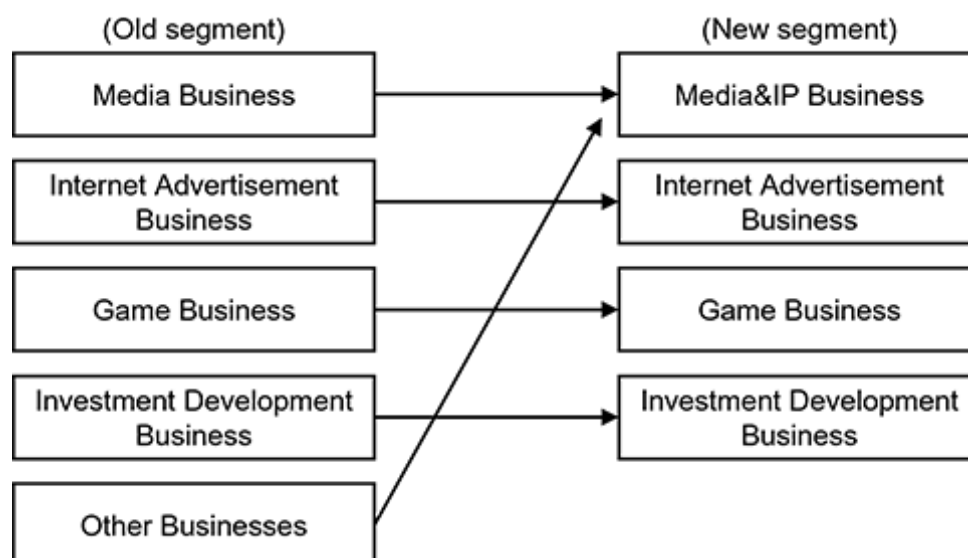 (Old segment)
(New segment)
Media Business
Media&IP Business
Internet Advertisement
Business
Internet Advertisement
Business
Game Business
Game Business
Investment Development
Business
Investment Development
Business
Other Businesses